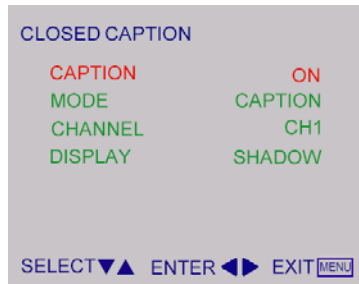 CLOSED CAPTION
CAPTION ON
MODE CAPTION
CHANNEL CH1
DISPLAY SHADOW
SELECT▼▲ ENTER ◀▶ EXIT MENU